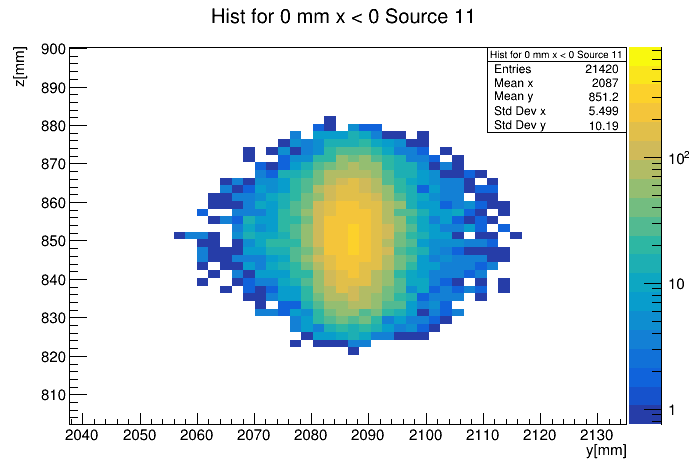 Hist for 0 mm x < 0 Source 11
z[mm]
900
890
880
870
860
850
840
830
820
810
Hist for 0 mm x < 0 Source 11
Entries 21420
Mean x 2087
Mean y 851.2
Std Dev x 5.499
Std Dev y 10.19
10²
10
1
2040 2050 2060 2070 2080 2090 2100 2110 2120 2130
y[mm]